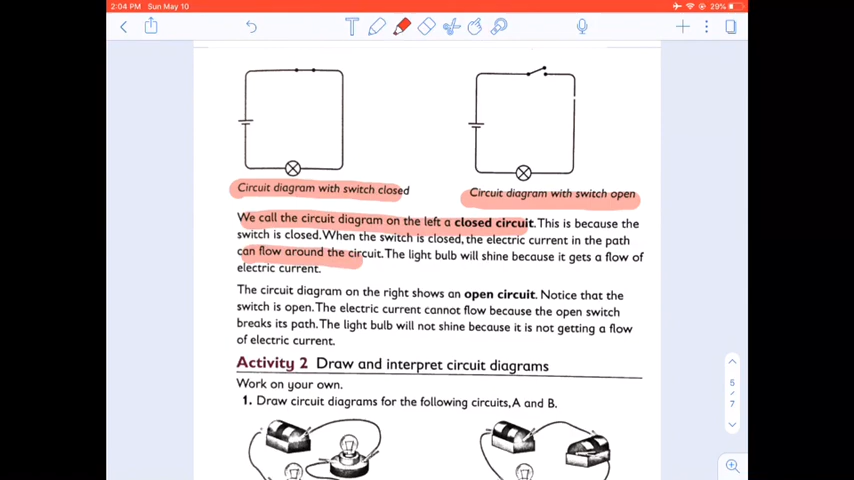 2:04 PM Sun May 10
29%
Circuit diagram with switch closed
Circuit diagram with switch open
We call the circuit diagram on the left a closed circuit. This is because the
switch is closed. When the switch is closed, the electric current in the path
can flow around the circuit. The light bulb will shine because it gets a flow of
electric current.
The circuit diagram on the right shows an open circuit. Notice that the
switch is open. The electric current cannot flow because the open switch
breaks its path. The light bulb will not shine because it is not getting a flow
of electric current.
Activity 2 Draw and interpret circuit diagrams
Work on your own.
1. Draw circuit diagrams for the following circuits, A and B.
5
/
7